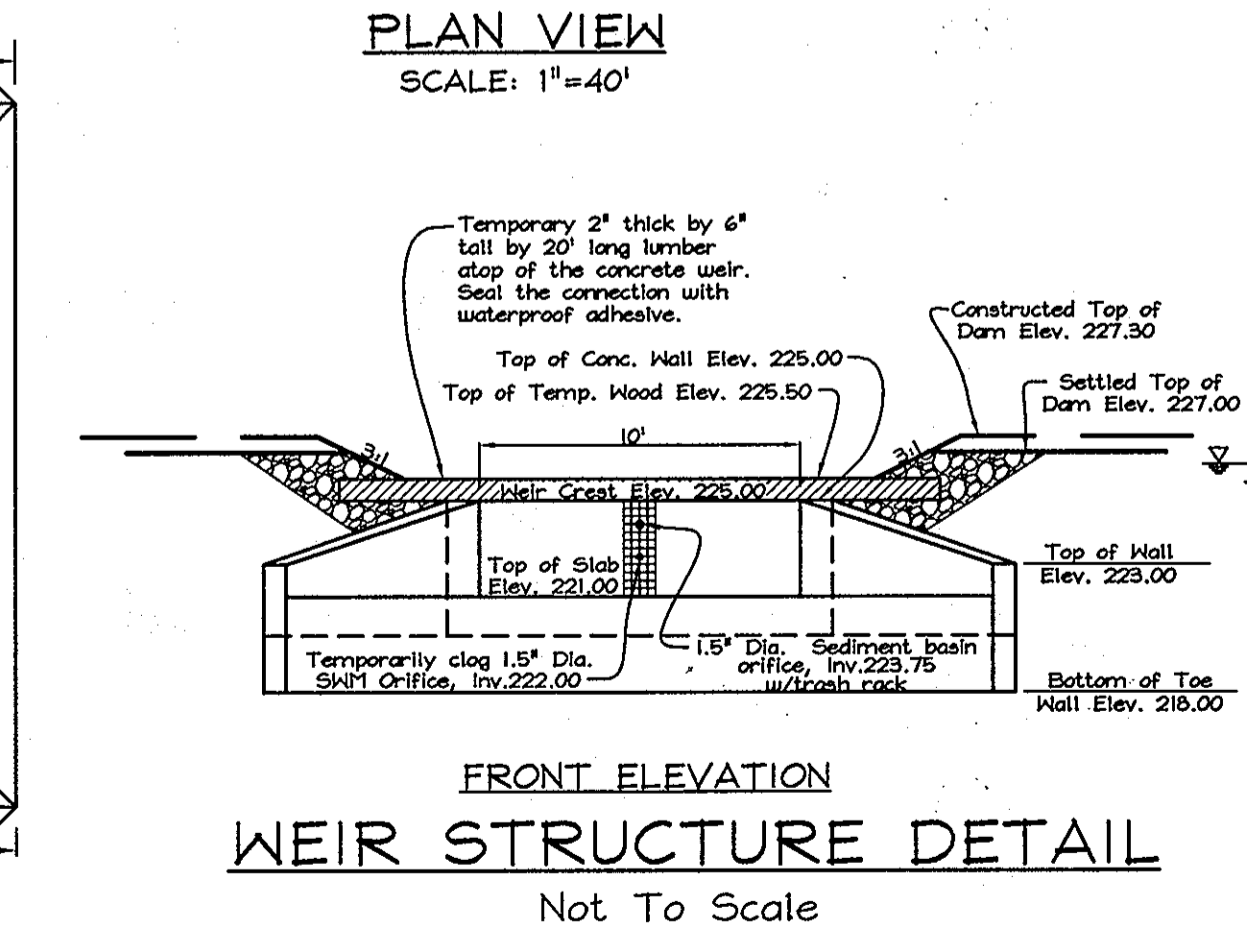 PLAN VIEW
SCALE: 1"=40'
Temporary 2" thick by 6"
tall by 20' long lumber
atop of the concrete weir.
Seal the connection with
waterproof adhesive.
Constructed Top of
Dam Elev. 227.30
Top of Conc. Wall Elev. 225.00
Settled Top of
Dam Elev. 227.00
Top of Temp. Wood Elev. 225.50
10'
3:1
3:1
Weir Crest Elev. 225.00
Top of Slab
Elev. 221.00
Top of Wall
Elev. 223.00
Temporarily clog 1.5" Dia.
SWM Orifice, Inv.222.00
1.5" Dia. Sediment basin
orifice, Inv.223.75
w/trash rack
Bottom of Toe
Wall Elev. 218.00
FRONT ELEVATION
WEIR STRUCTURE DETAIL
Not To Scale